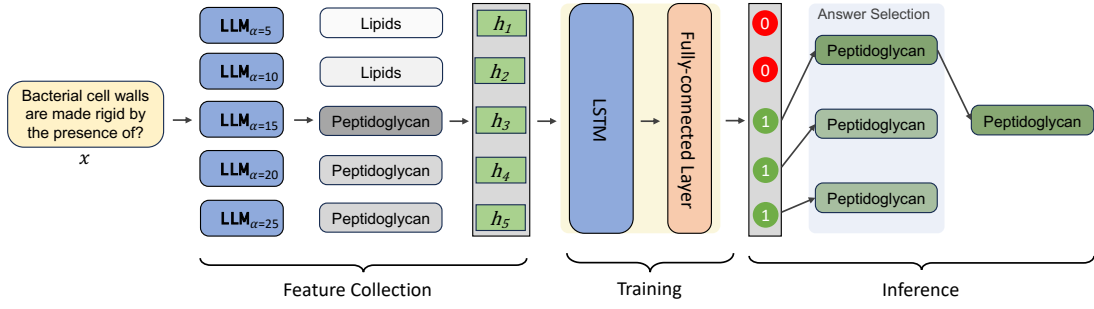 Bacterial cell walls
are made rigid by
the presence of?
x
LLMα=5
LLMα=10
LLMα=15
LLMα=20
LLMα=25
Lipids
Lipids
Peptidoglycan
Peptidoglycan
Peptidoglycan
h1
h2
h3
h4
h5
LSTM
Fully-connected Layer
0
0
1
1
1
Answer Selection
Peptidoglycan
Peptidoglycan
Peptidoglycan
Peptidoglycan
Feature Collection
Training
Inference